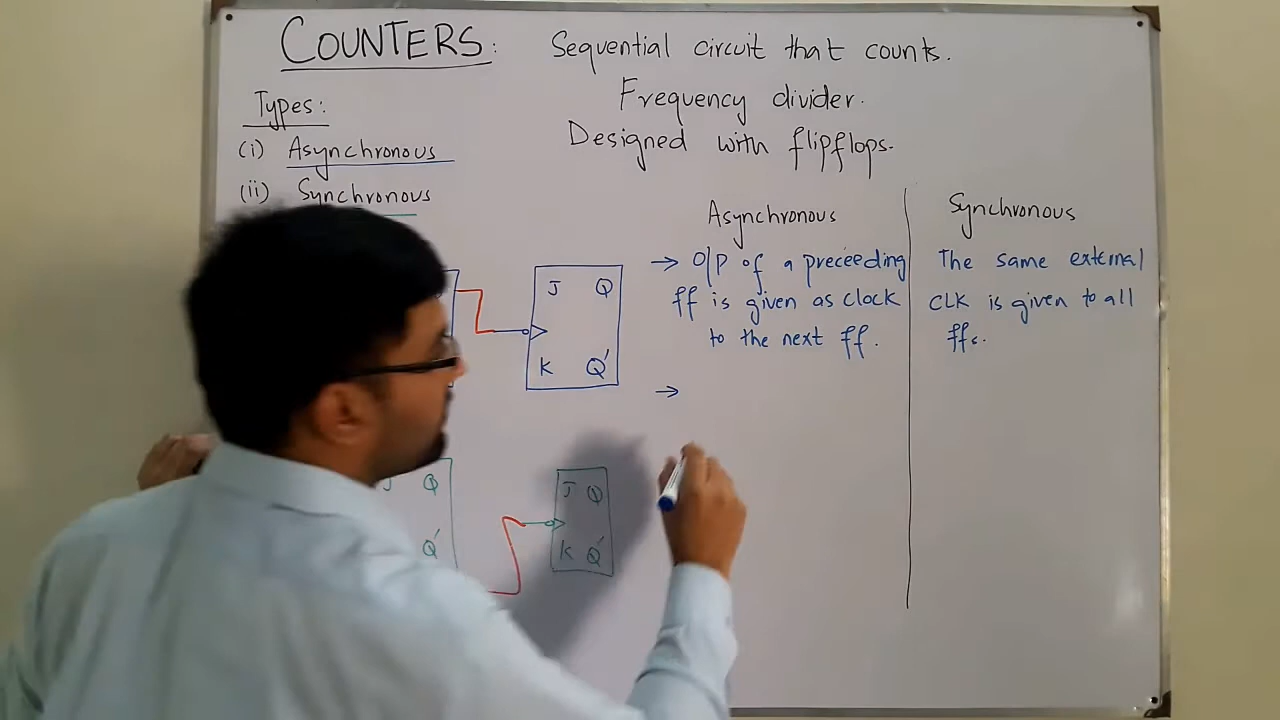 COUNTERS: Sequential circuit that counts.
Frequency divider.
Designed with flipflops.
Types:
(i) Asynchronous
(ii) Synchronous
Asynchronous
→ O/P of a preceeding
ff is given as clock
to the next ff.
→
Synchronous
The same external
CLK is given to all
ffs.
J Q
K Q'
J Q
Q'
J Q
K Q'